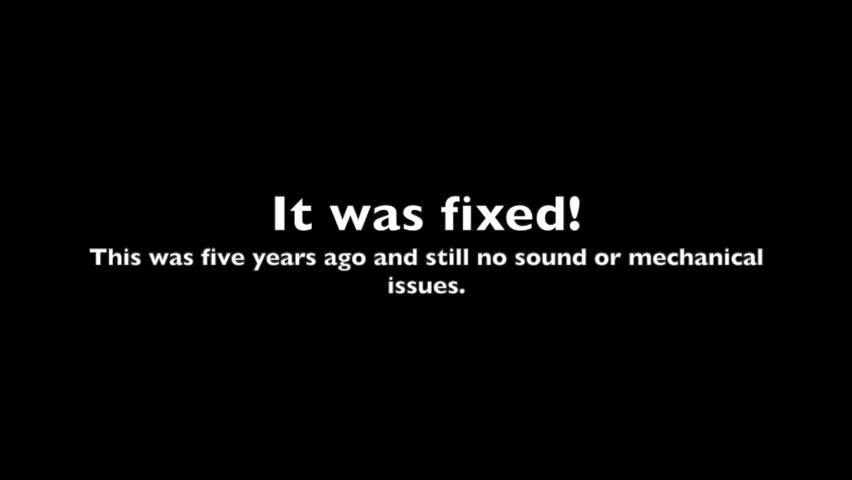 It was fixed!
This was five years ago and still no sound or mechanical
issues.